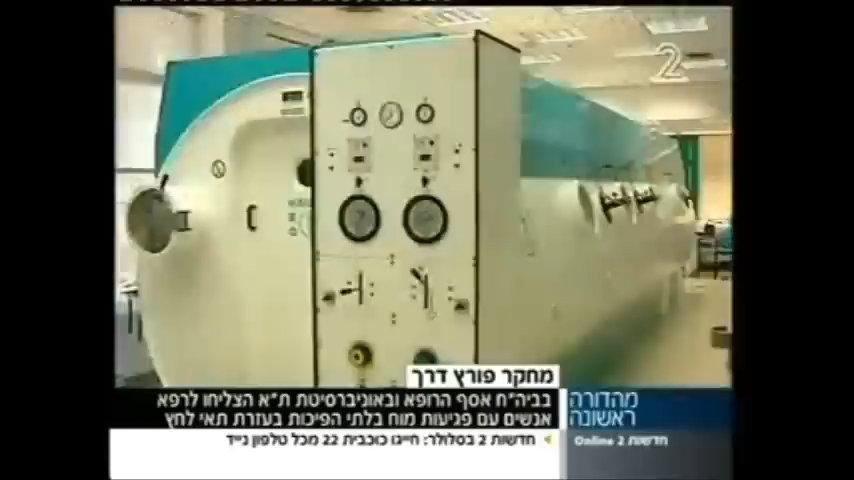 2
מחקר פורץ דרך
בביה"ח אסף הרופא ובאוניברסיטת ת"א הצליחו לרפא
אנשים עם פגיעות מוח בלתי הפיכות בעזרת תאי לחץ
מהדורה
ראשונה
חדשות 2 בסלולר: חייגו כוכבית 22 מכל טלפון נייד
חדשות 2 Online